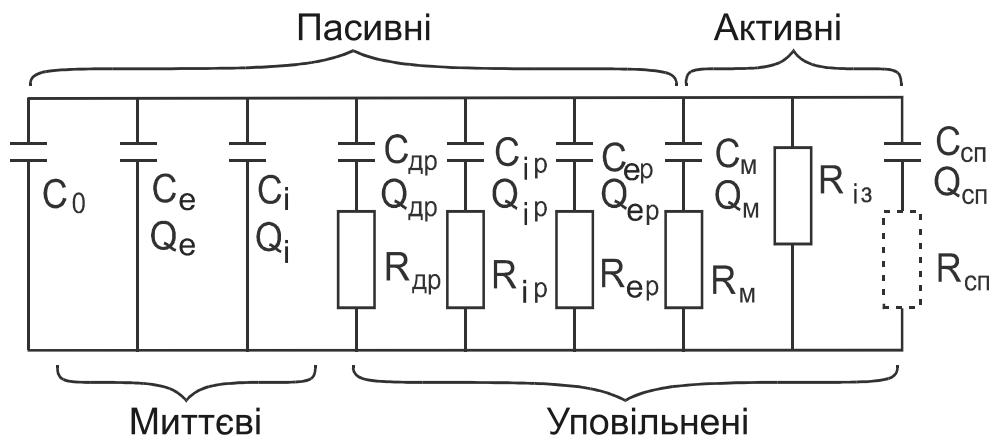 Пасивні Активні
C₀
Cₑ
Qₑ
Cᵢ
Qᵢ
Cдр
Qдр
Rдр
Cір
Qір
Rір
Cер
Qер
Rер
Cм
Qм
Rм
Rіз
Cсп
Qсп
Rсп
Миттєві Уповільнені